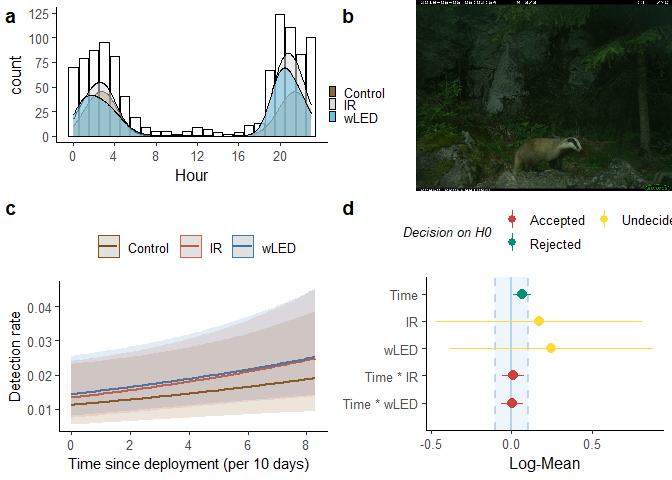 a
125
100
75
50
25
0
count
0
4
8
12
16
20
Hour
Control
IR
wLED
b
c
Control
IR
wLED
0.04
0.03
0.02
0.01
Detection rate
0
2
4
6
8
Time since deployment (per 10 days)
d
Decision on H0
Accepted
Undecide
Rejected
Time
IR
wLED
Time * IR
Time * wLED
-0.5
0.0
0.5
Log-Mean